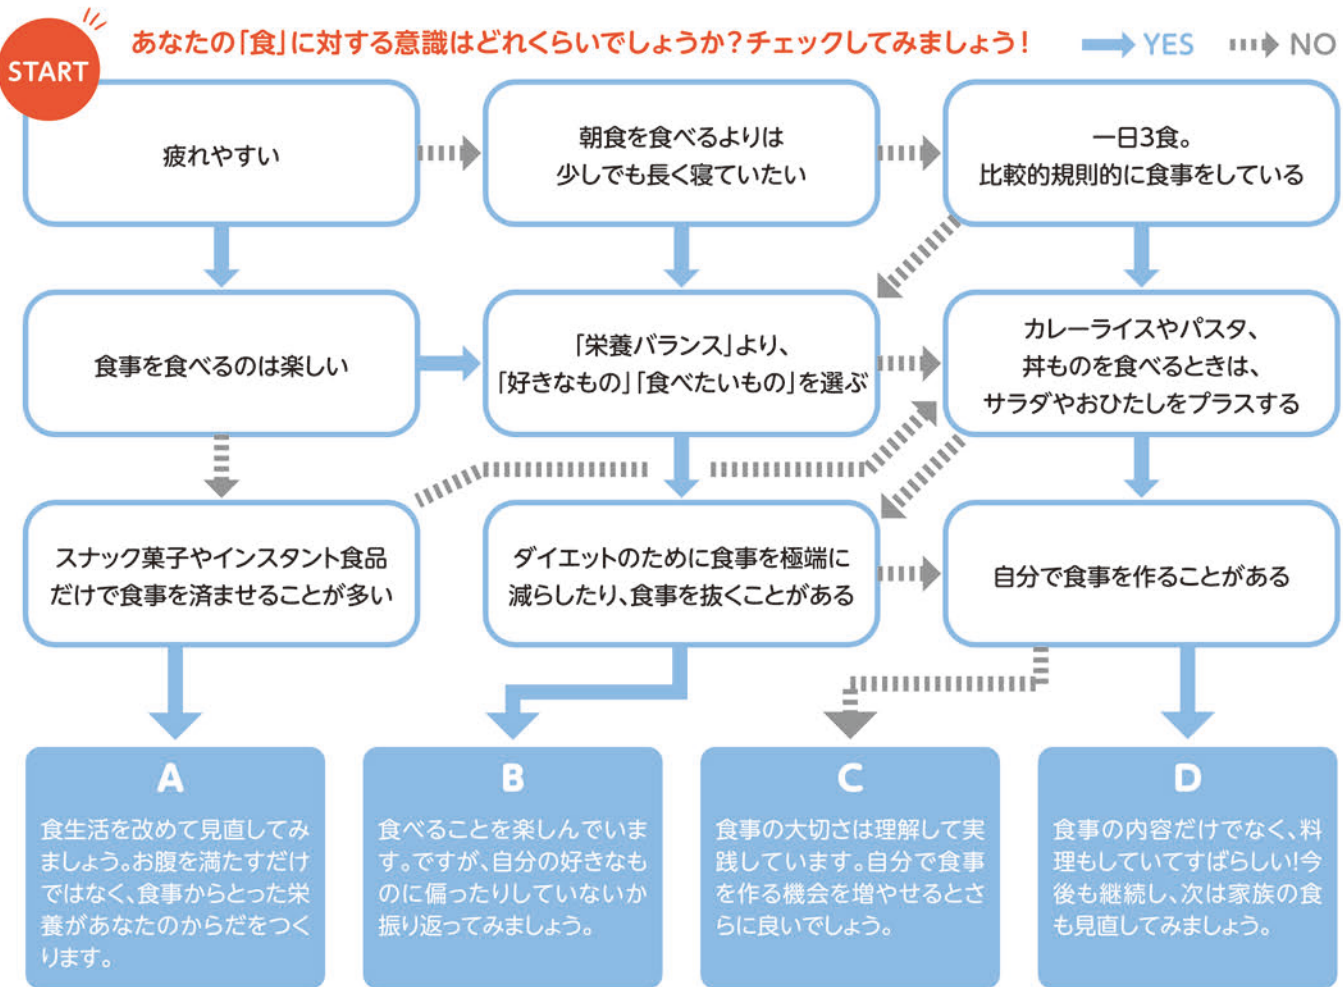 START
あなたの「食」に対する意識はどれくらいでしょうか?チェックしてみましょう!
YES
NO
疲れやすい
朝食を食べるよりは
少しでも長く寝ていたい
一日3食。
比較的規則的に食事をしている
食事を食べるのは楽しい
「栄養バランス」より、
「好きなもの」「食べたいもの」を選ぶ
カレーライスやパスタ、
丼ものを食べるときは、
サラダやおひたしをプラスする
スナック菓子やインスタント食品
だけで食事を済ませることが多い
ダイエットのために食事を極端に
減らしたり、食事を抜くことがある
自分で食事を作ることがある
A
食生活を改めて見直してみ
ましょう。お腹を満たすだけ
ではなく、食事からとった栄
養があなたのからだをつく
ります。
B
食べることを楽しんでいま
す。ですが、自分の好きなも
のに偏ったりしていないか
振り返ってみましょう。
C
食事の大切さは理解して実
践しています。自分で食事
を作る機会を増やせるとさ
らに良いでしょう。
D
食事の内容だけでなく、料
理もしていてすばらしい!今
後も継続し、次は家族の食
も見直してみましょう。